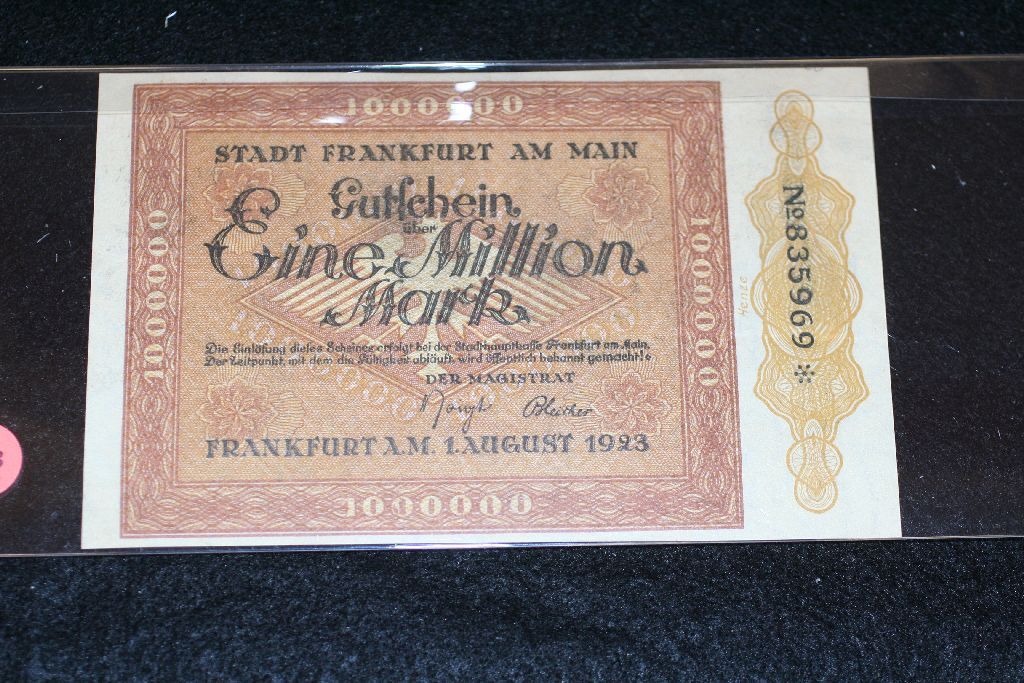 1000000
STADT FRANKFURT AM MAIN
Gutschein
über
Eine Million
Mark
Die Einlösung dieses Scheines erfolgt bei der Stadthauptkasse Frankfurt am Main.
Der Zeitpunkt, mit dem die Gültigkeit abläuft, wird öffentlich bekannt gemacht!
DER MAGISTRAT
FRANKFURT A.M. 1. AUGUST 1923
1000000
1000000
1000000
№835969 *